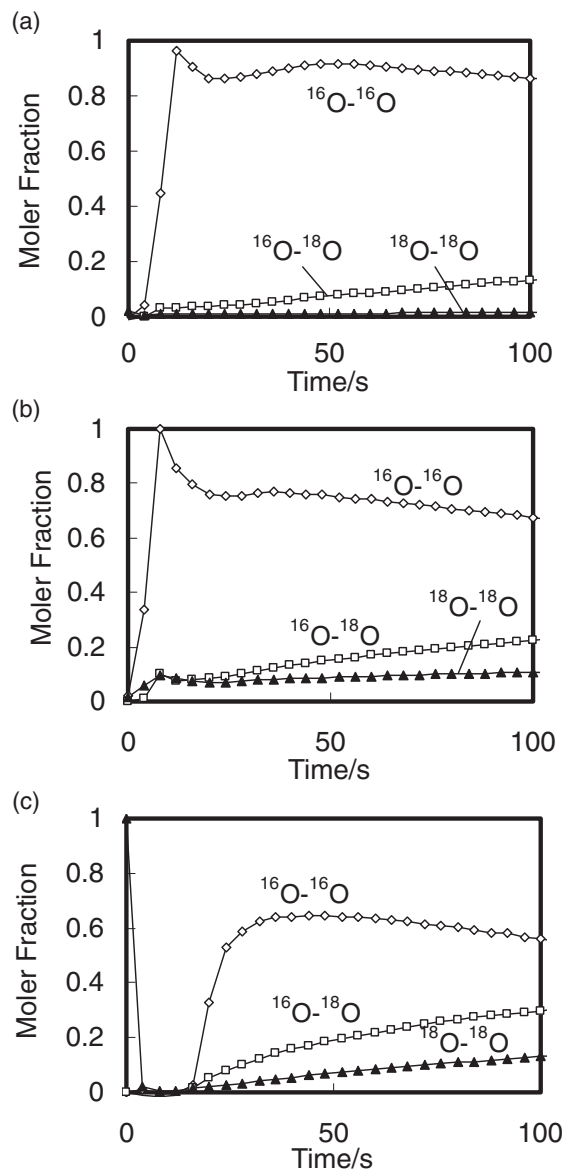 (a)
1
0.8
0.6
0.4
0.2
0
Moler Fraction
¹⁶O-¹⁶O
¹⁶O-¹⁸O
¹⁸O-¹⁸O
0 50 100
Time/s
(b)
1
0.8
0.6
0.4
0.2
0
Moler Fraction
¹⁶O-¹⁶O
¹⁶O-¹⁸O
¹⁸O-¹⁸O
0 50 100
Time/s
(c)
1
0.8
0.6
0.4
0.2
0
Moler Fraction
¹⁶O-¹⁶O
¹⁶O-¹⁸O
¹⁸O-¹⁸O
0 50 100
Time/s